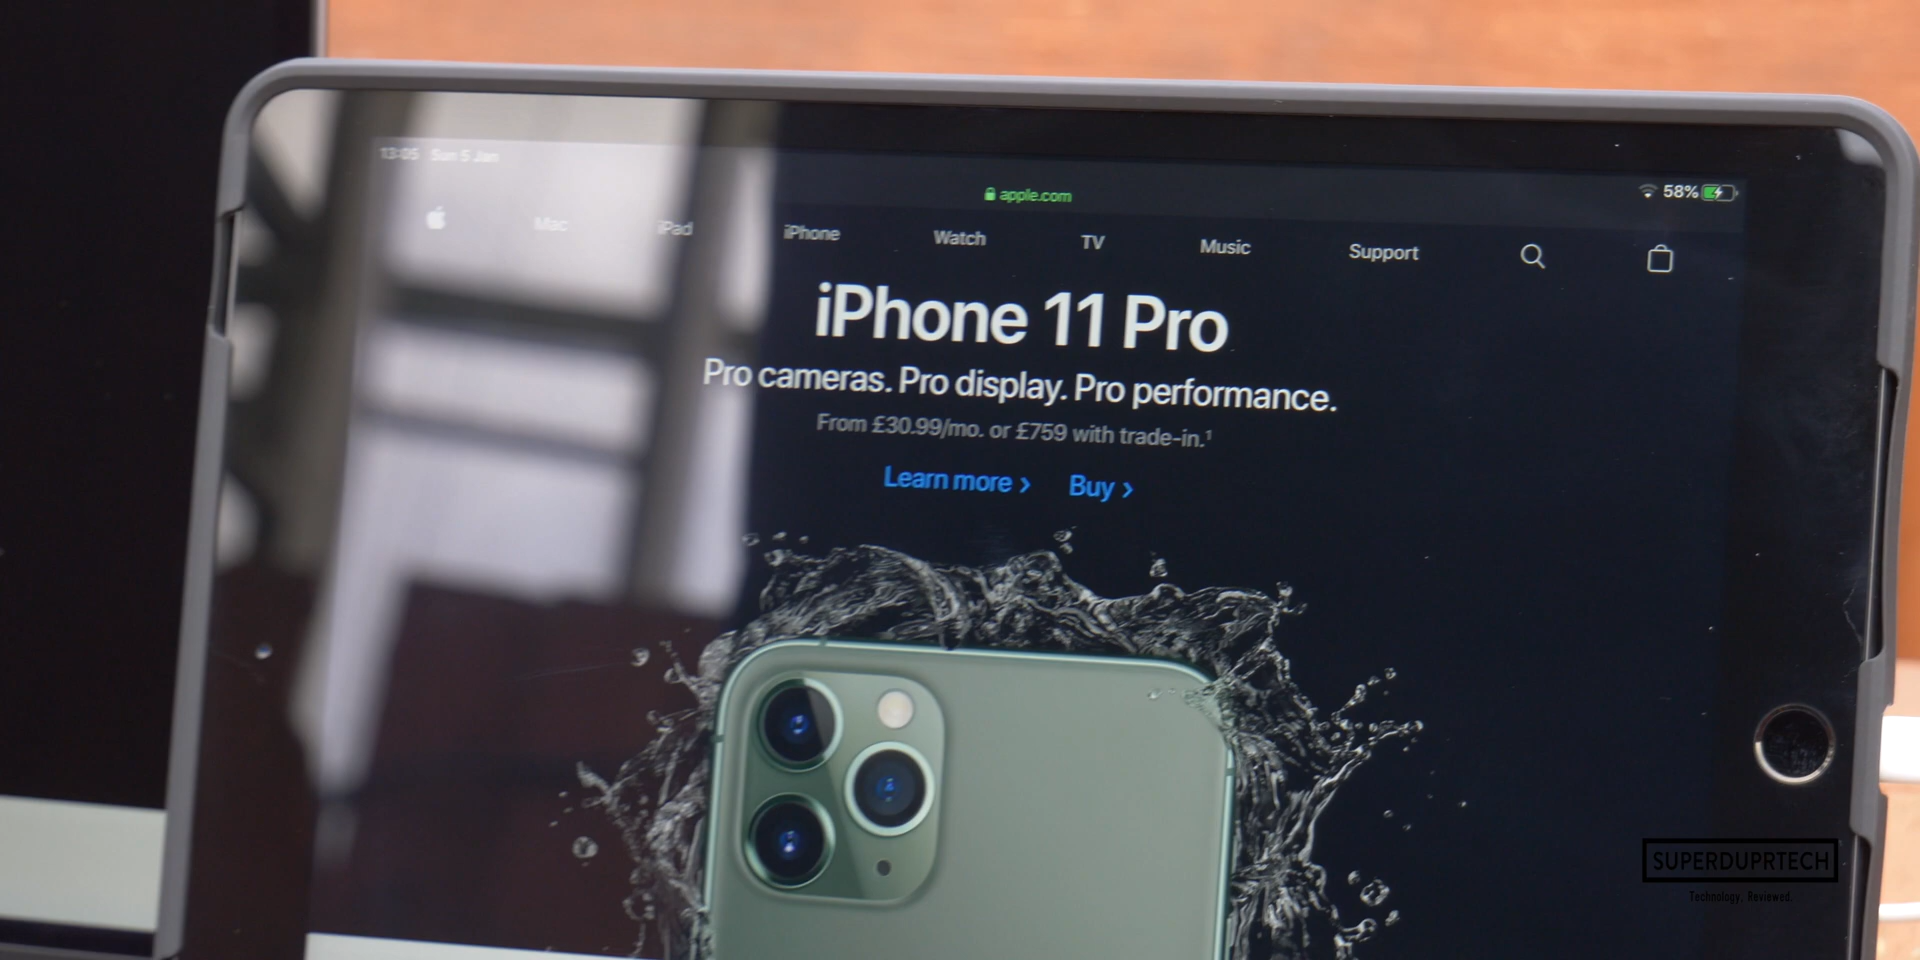 13:05 Sun 5 Jan
apple.com
58%
Mac iPad iPhone Watch TV Music Support
iPhone 11 Pro
Pro cameras. Pro display. Pro performance.
From £30.99/mo. or £759 with trade-in.¹
Learn more > Buy >
SUPERDUPRTECH
Technology, Reviewed.